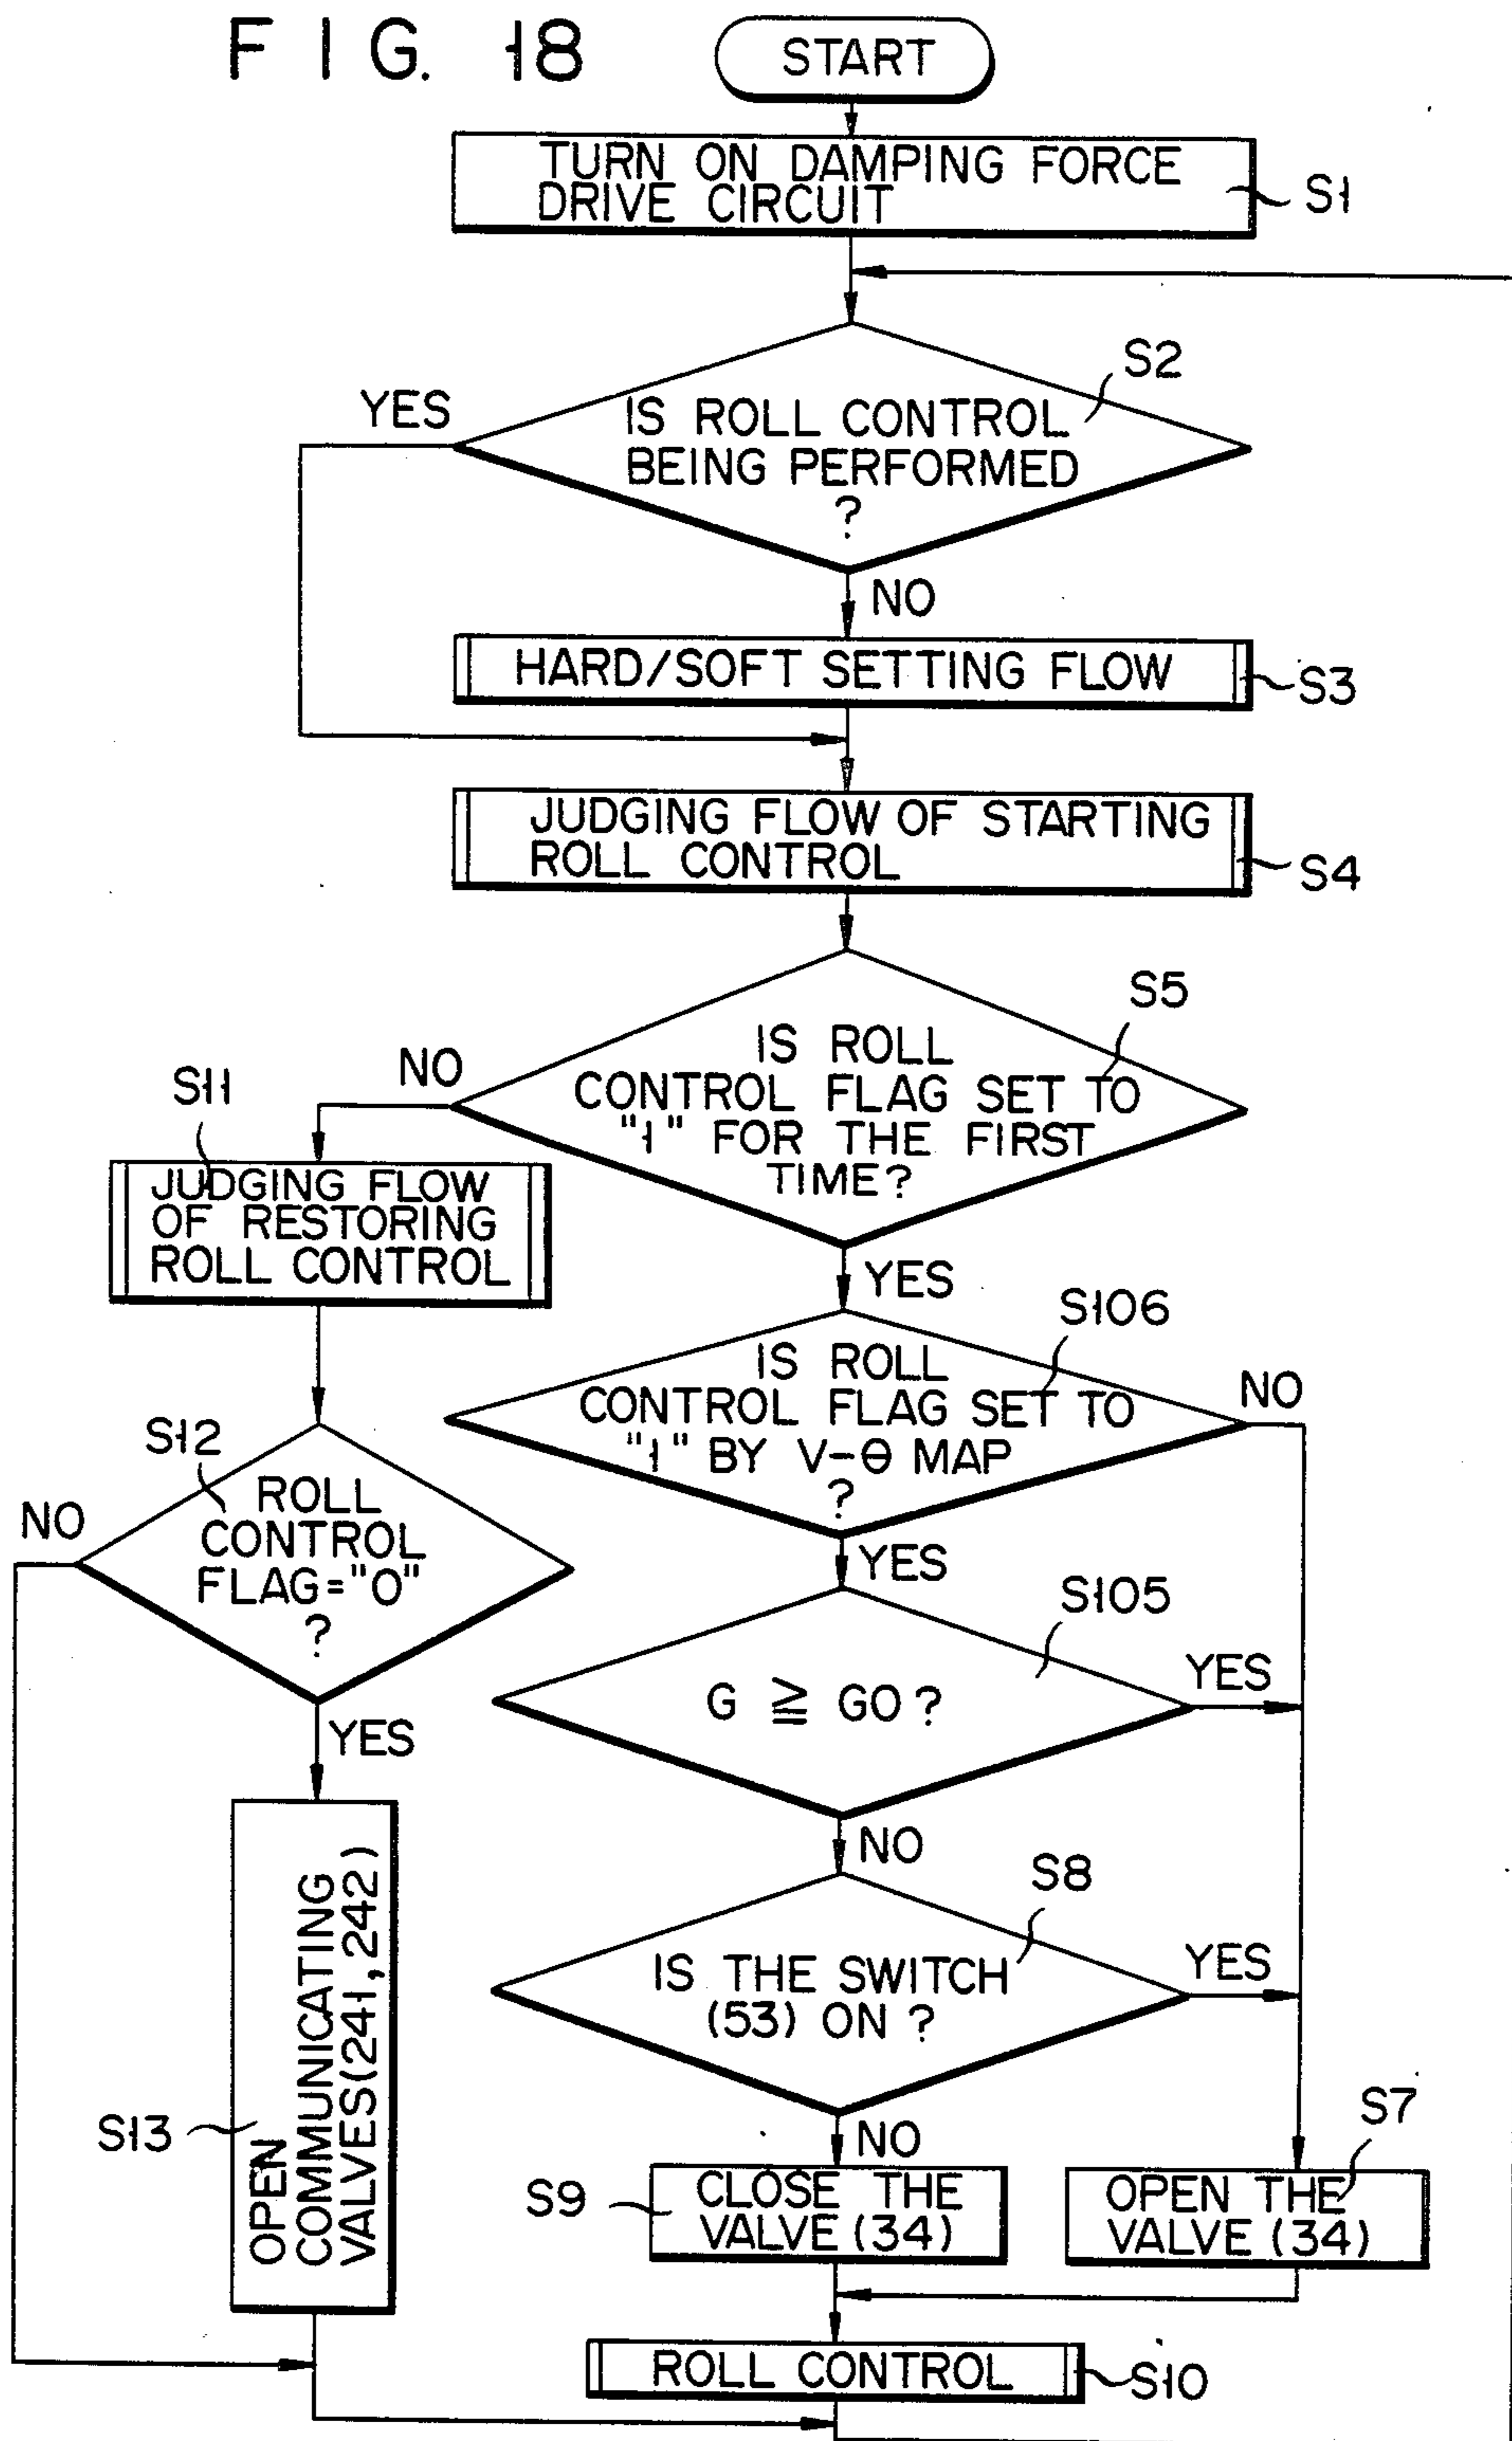 FIG. 18
START
TURN ON DAMPING FORCE
DRIVE CIRCUIT
S1
S2
YES
IS ROLL CONTROL
BEING PERFORMED
?
NO
HARD/SOFT SETTING FLOW
S3
JUDGING FLOW OF STARTING
ROLL CONTROL
S4
S5
NO
IS ROLL
CONTROL FLAG SET TO
"1" FOR THE FIRST
TIME?
S11
JUDGING FLOW
OF RESTORING
ROLL CONTROL
YES
S106
IS ROLL
CONTROL FLAG SET TO
"1" BY V-θ MAP
?
NO
S12
NO
ROLL
CONTROL
FLAG="0"
?
YES
S105
G ≧ GO?
YES
YES
NO
S8
IS THE SWITCH
(53) ON ?
YES
OPEN
COMMUNICATING
VALVES(241,242)
S13
NO
S7
S9
CLOSE THE
VALVE (34)
OPEN THE
VALVE (34)
ROLL CONTROL
S10